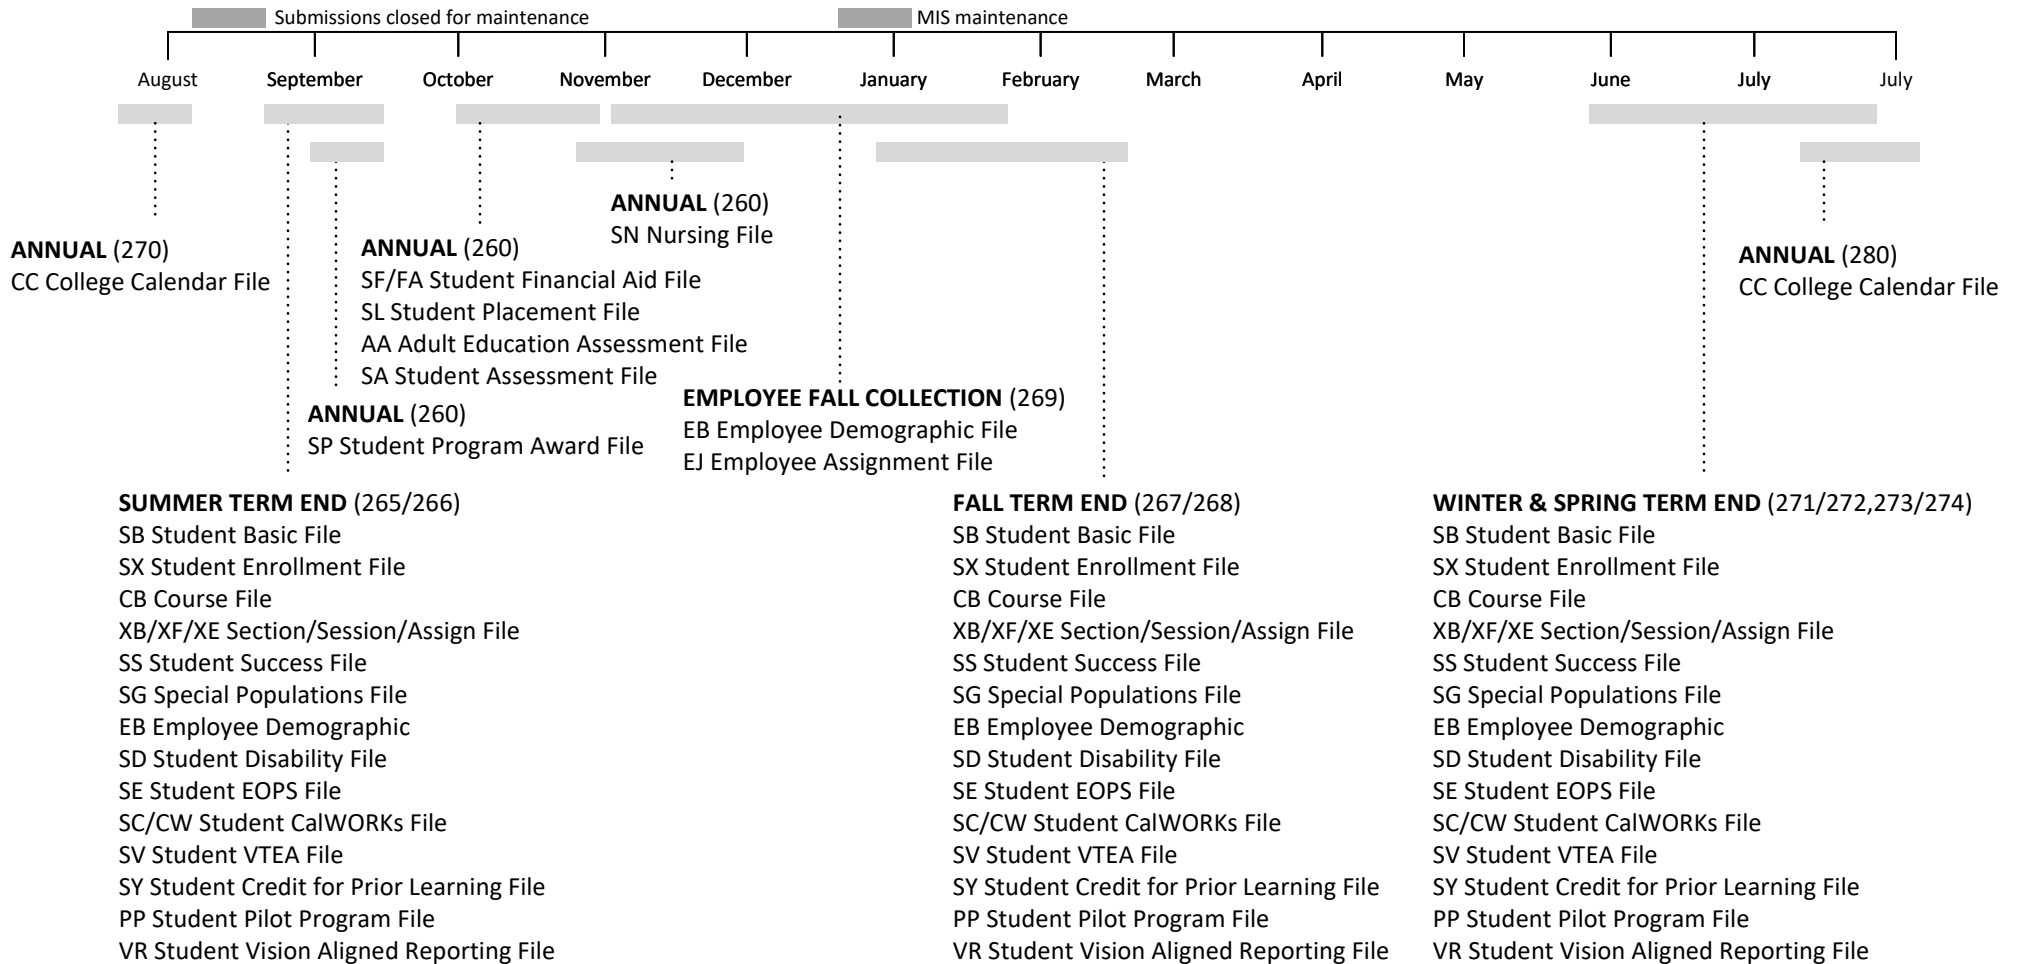 Submissions closed for maintenance
MIS maintenance
August
September
October
November
December
January
February
March
April
May
June
July
July
ANNUAL (270)
CC College Calendar File
ANNUAL (260)
SF/FA Student Financial Aid File
SL Student Placement File
AA Adult Education Assessment File
SA Student Assessment File
ANNUAL (260)
SP Student Program Award File
ANNUAL (260)
SN Nursing File
EMPLOYEE FALL COLLECTION (269)
EB Employee Demographic File
EJ Employee Assignment File
ANNUAL (280)
CC College Calendar File
SUMMER TERM END (265/266)
SB Student Basic File
SX Student Enrollment File
CB Course File
XB/XF/XE Section/Session/Assign File
SS Student Success File
SG Special Populations File
EB Employee Demographic
SD Student Disability File
SE Student EOPS File
SC/CW Student CalWORKs File
SV Student VTEA File
SY Student Credit for Prior Learning File
PP Student Pilot Program File
VR Student Vision Aligned Reporting File
FALL TERM END (267/268)
SB Student Basic File
SX Student Enrollment File
CB Course File
XB/XF/XE Section/Session/Assign File
SS Student Success File
SG Special Populations File
EB Employee Demographic
SD Student Disability File
SE Student EOPS File
SC/CW Student CalWORKs File
SV Student VTEA File
SY Student Credit for Prior Learning File
PP Student Pilot Program File
VR Student Vision Aligned Reporting File
WINTER & SPRING TERM END (271/272,273/274)
SB Student Basic File
SX Student Enrollment File
CB Course File
XB/XF/XE Section/Session/Assign File
SS Student Success File
SG Special Populations File
EB Employee Demographic
SD Student Disability File
SE Student EOPS File
SC/CW Student CalWORKs File
SV Student VTEA File
SY Student Credit for Prior Learning File
PP Student Pilot Program File
VR Student Vision Aligned Reporting File